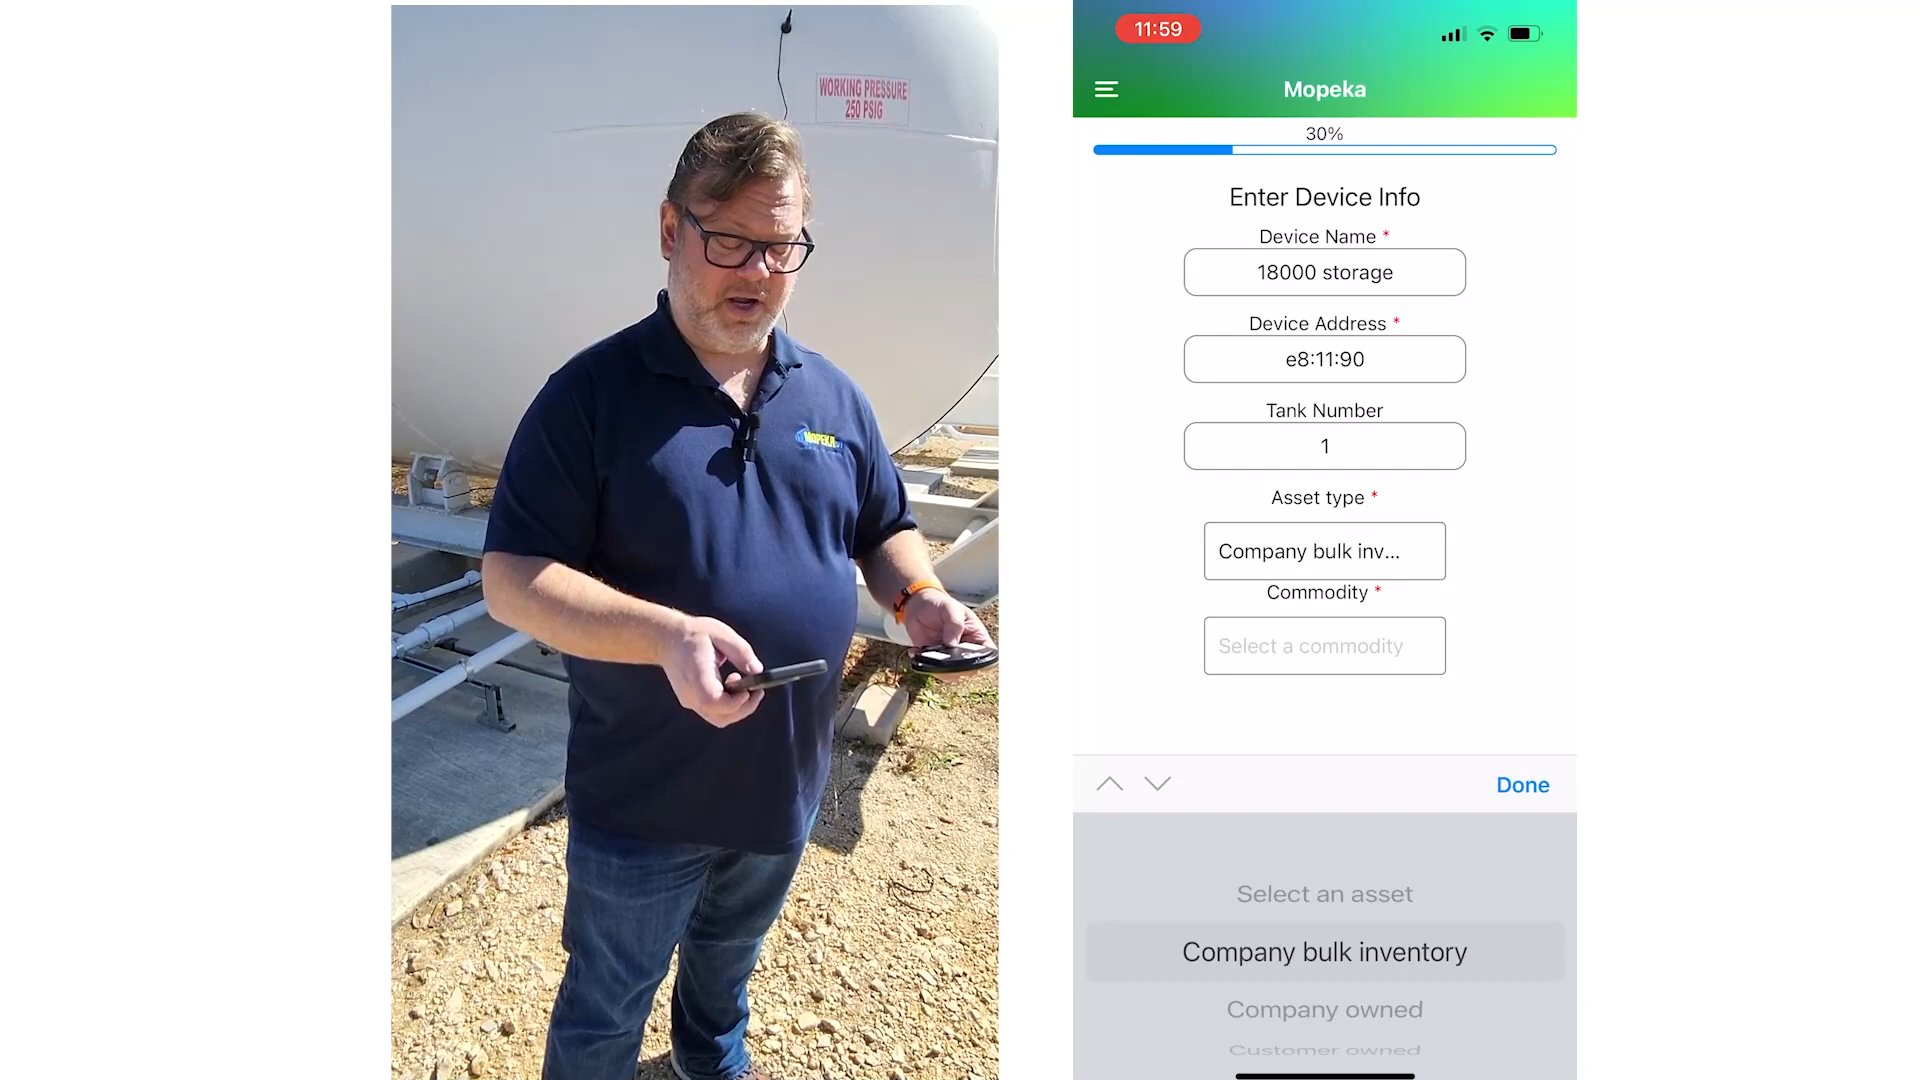 WORKING PRESSURE
250 PSIG
MOPEKA
11:59
Mopeka
30%
Enter Device Info
Device Name *
18000 storage
Device Address *
e8:11:90
Tank Number
1
Asset type *
Company bulk inv...
Commodity *
Select a commodity
Done
Select an asset
Company bulk inventory
Company owned
Customer owned